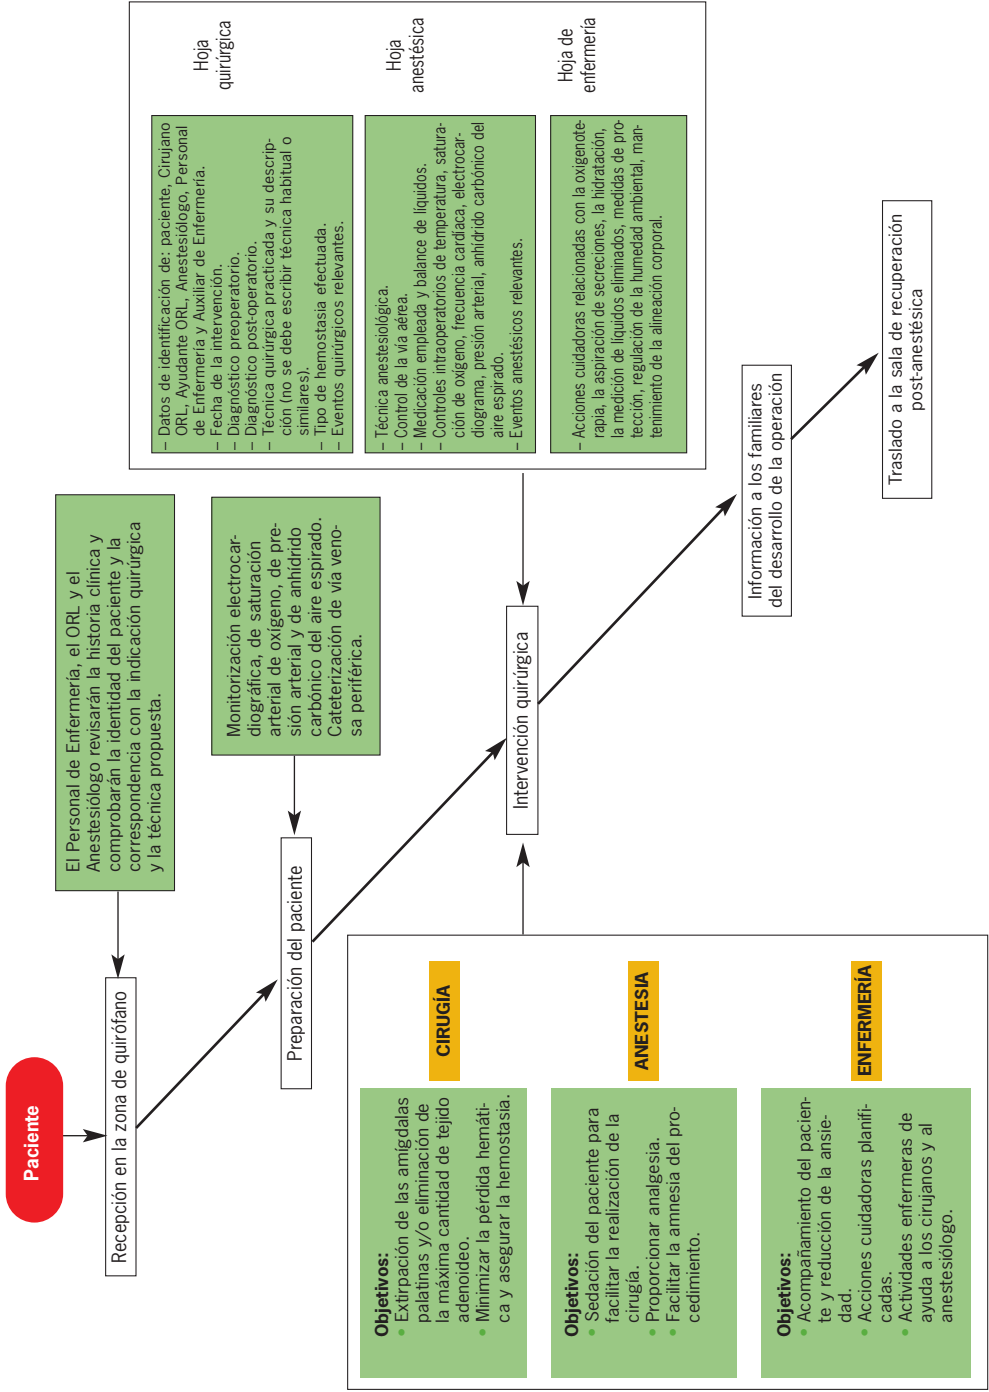 Paciente
Recepción en la zona de quirófano
El Personal de Enfermería, el ORL y el
Anestesiólogo revisarán la historia clínica y
comprobarán la identidad del paciente y la
correspondencia con la indicación quirúrgica
y la técnica propuesta.
Preparación del paciente
Monitorización electrocar-
diográfica, de saturación
arterial de oxígeno, de pre-
sión arterial y de anhídrido
carbónico del aire espirado.
Cateterización de vía veno-
sa periférica.
Objetivos:
• Extirpación de las amígdalas
palatinas y/o eliminación de
la máxima cantidad de tejido
adenoideo.
• Minimizar la pérdida hemáti-
ca y asegurar la hemostasia.
CIRUGÍA
Objetivos:
• Sedación del paciente para
facilitar la realización de la
cirugía.
• Proporcionar analgesia.
• Facilitar la amnesia del pro-
cedimiento.
ANESTESIA
Objetivos:
• Acompañamiento del pacien-
te y reducción de la ansie-
dad.
• Acciones cuidadoras planifi-
cadas.
• Actividades enfermeras de
ayuda a los cirujanos y al
anestesiólogo.
ENFERMERÍA
Intervención quirúrgica
– Datos de identificación de: paciente, Cirujano
ORL, Ayudante ORL, Anestesiólogo, Personal
de Enfermería y Auxiliar de Enfermería.
– Fecha de la intervención.
– Diagnóstico preoperatorio.
– Diagnóstico post-operatorio.
– Técnica quirúrgica practicada y su descrip-
ción (no se debe escribir técnica habitual o
similares).
– Tipo de hemostasia efectuada.
– Eventos quirúrgicos relevantes.
Hoja
quirúrgica
– Técnica anestesiológica.
– Control de la vía aérea.
– Medicación empleada y balance de líquidos.
– Controles intraoperatorios de temperatura, satura-
ción de oxígeno, frecuencia cardíaca, electrocar-
diograma, presión arterial, anhídrido carbónico del
aire espirado.
– Eventos anestésicos relevantes.
Hoja
anestésica
– Acciones cuidadoras relacionadas con la oxigenote-
rapia, la aspiración de secreciones, la hidratación,
la medición de líquidos eliminados, medidas de pro-
tección, regulación de la humedad ambiental, man-
tenimiento de la alineación corporal.
Hoja de
enfermería
Información a los familiares
del desarrollo de la operación
Traslado a la sala de recuperación
post-anestésica